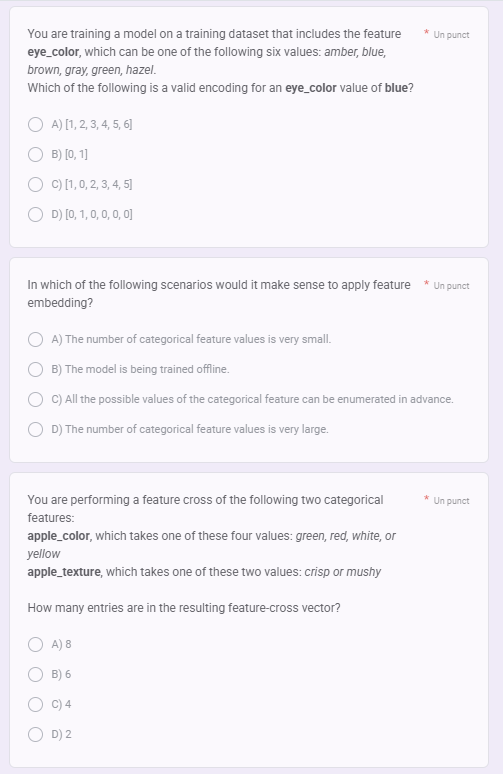 You are training a model on a training dataset that includes the feature * Un punct
eye_color, which can be one of the following six values: amber, blue,
brown, gray, green, hazel.
Which of the following is a valid encoding for an eye_color value of blue?
A) [1, 2, 3, 4, 5, 6]
B) [0, 1]
C) [1, 0, 2, 3, 4, 5]
D) [0, 1, 0, 0, 0, 0]
In which of the following scenarios would it make sense to apply feature * Un punct
embedding?
A) The number of categorical feature values is very small.
B) The model is being trained offline.
C) All the possible values of the categorical feature can be enumerated in advance.
D) The number of categorical feature values is very large.
You are performing a feature cross of the following two categorical * Un punct
features:
apple_color, which takes one of these four values: green, red, white, or
yellow
apple_texture, which takes one of these two values: crisp or mushy
How many entries are in the resulting feature-cross vector?
A) 8
B) 6
C) 4
D) 2